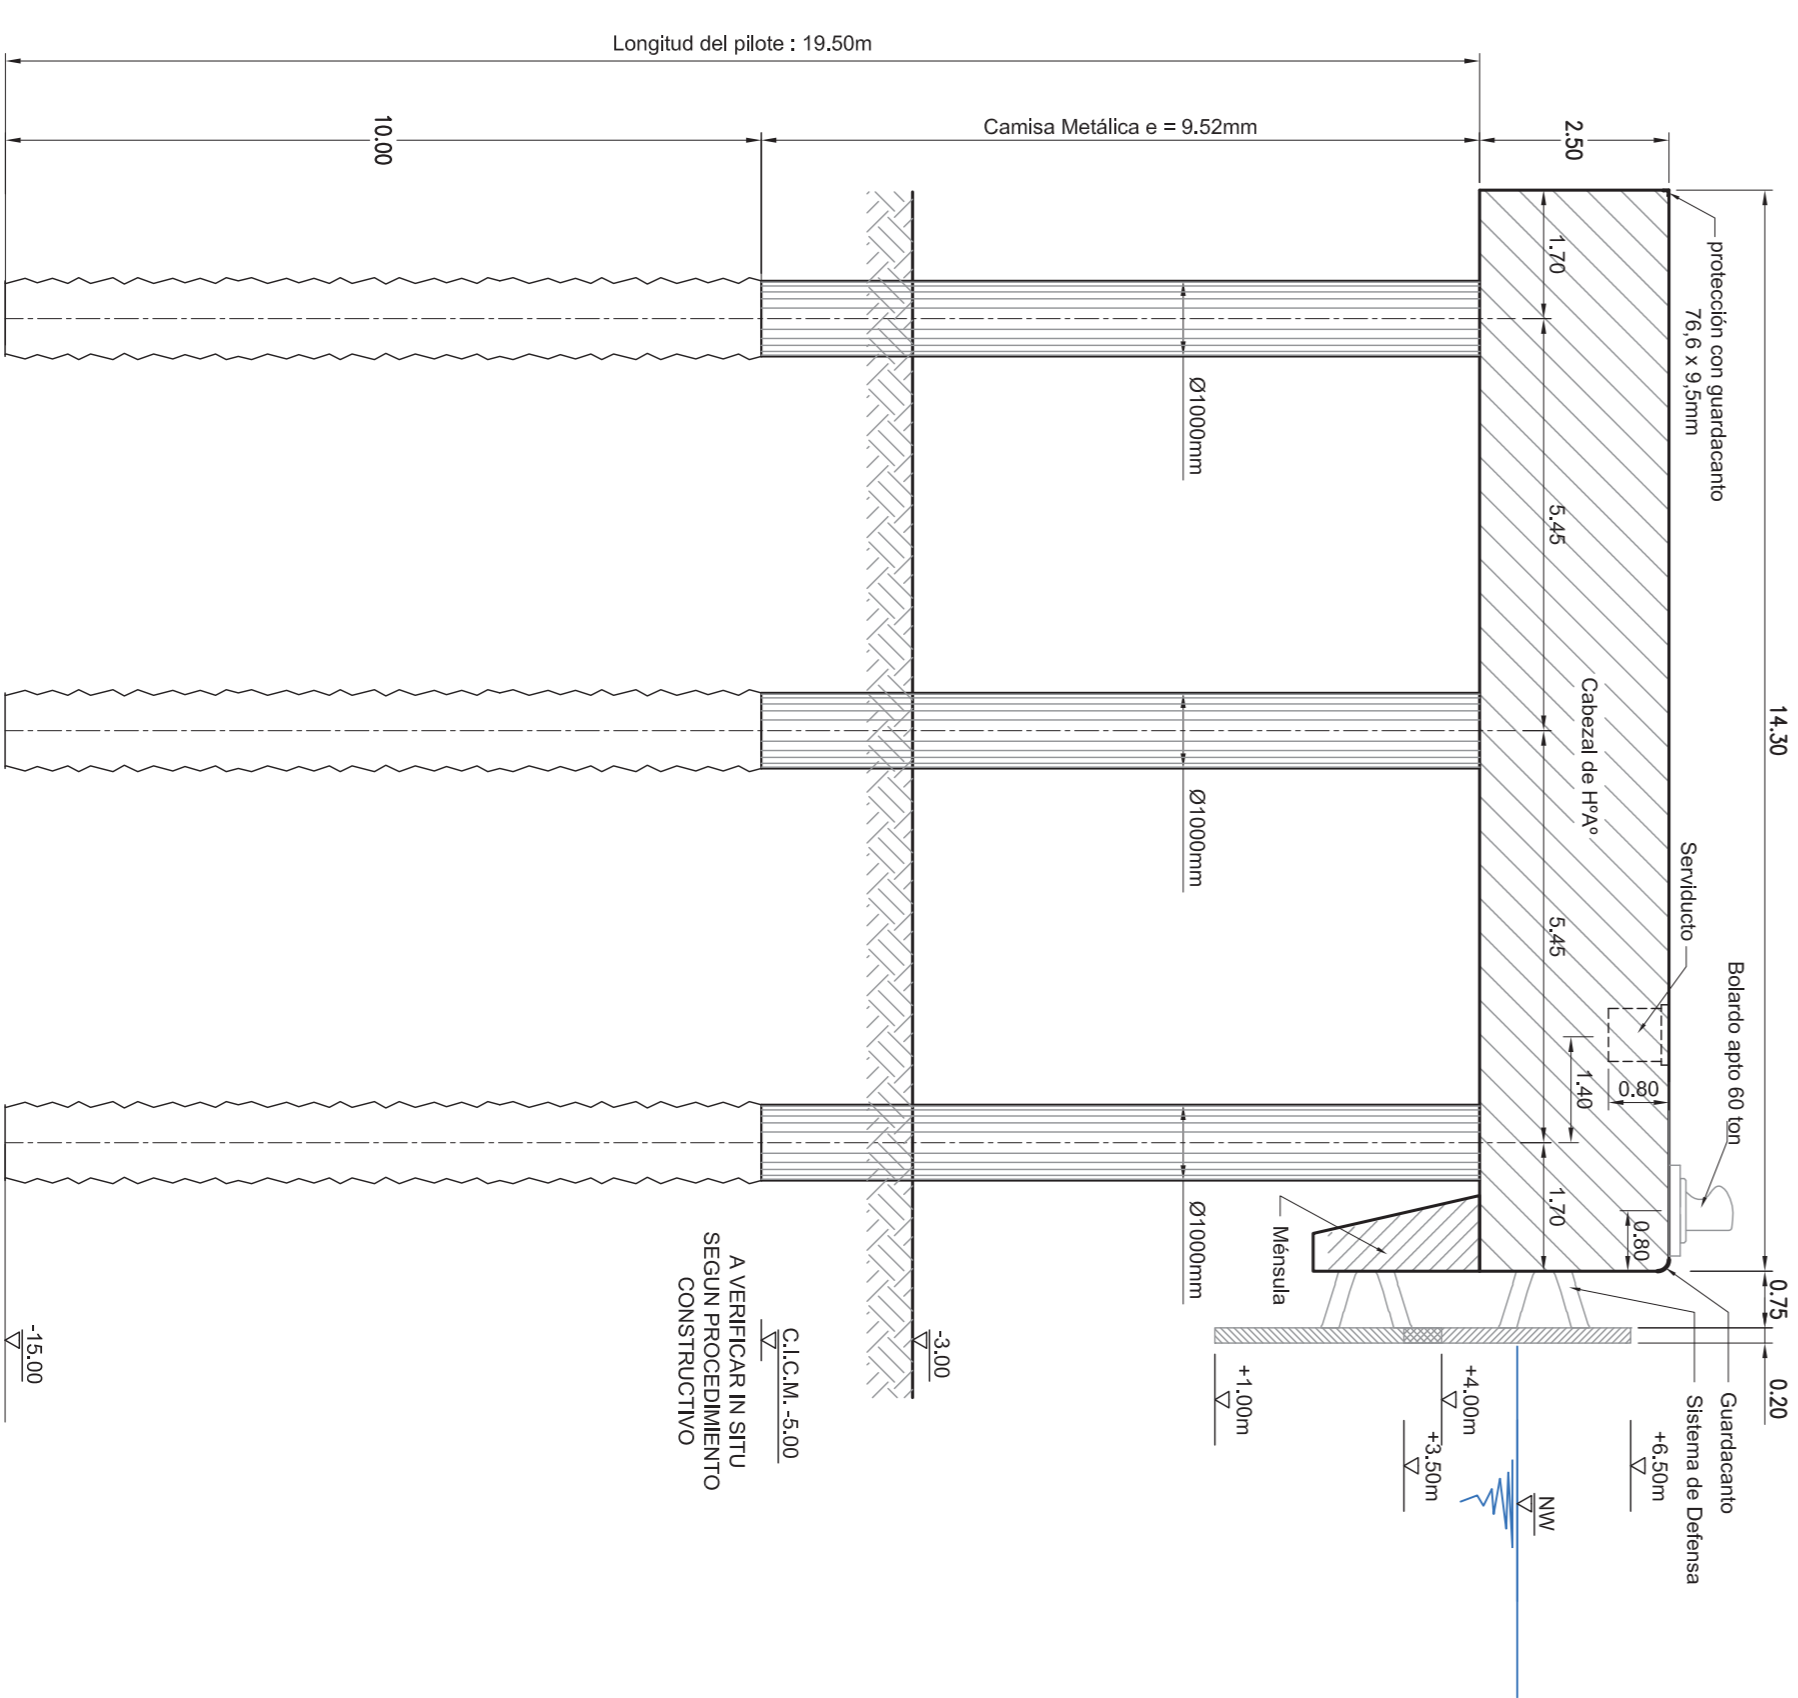 Longitud del pilote : 19.50m
10.00
Camisa Metálica e = 9.52mm
2.50
protección con guardacanto
76,6 x 9,5mm
14.30
1.70
5.45
5.45
1.70
Ø1000mm
Ø1000mm
Ø1000mm
Cabezal de HºAº
Serviducto
Bolardo apto 60 ton
0.80
1.40
0.80
Ménsula
0.75
0.20
Guardacanto
Sistema de Defensa
+6.50m
+4.00m
+3.50m
+1.00m
NW
-3.00
C.I.C.M. -5.00
A VERIFICAR IN SITU
SEGUN PROCEDIMIENTO
CONSTRUCTIVO
-15.00